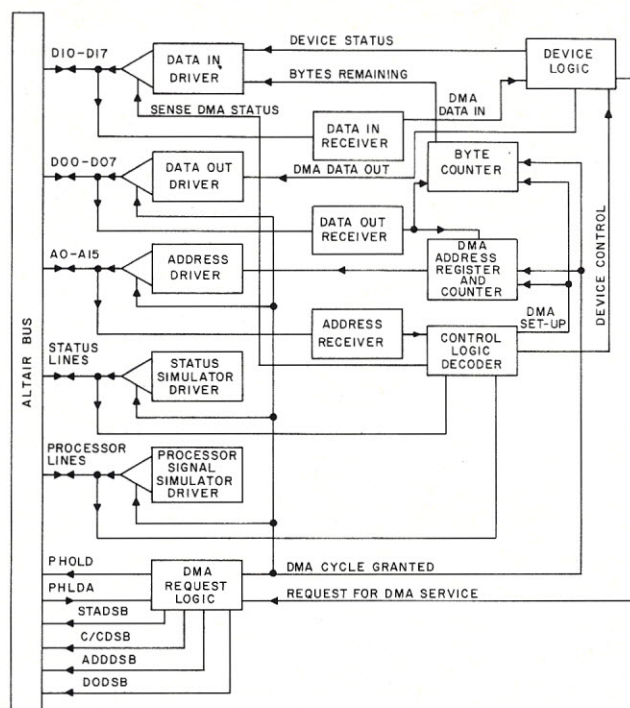 DEVICE STATUS
DIO-DI7
DATA IN
DRIVER
BYTES REMAINING
DEVICE
LOGIC
SENSE DMA STATUS
DMA
DATA IN
DATA IN
RECEIVER
DOO-DO7
DATA OUT
DRIVER
DMA DATA OUT
BYTE
COUNTER
DATA OUT
RECEIVER
AO-A15
ADDRESS
DRIVER
DMA
ADDRESS
REGISTER
AND
COUNTER
DEVICE CONTROL
DMA
SET-UP
ADDRESS
RECEIVER
CONTROL
LOGIC
DECODER
ALTAIR BUS
STATUS
LINES
STATUS
SIMULATOR
DRIVER
PROCESSOR
LINES
PROCESSOR
SIGNAL
SIMULATOR
DRIVER
PHOLD
DMA
REQUEST
LOGIC
DMA CYCLE GRANTED
PHLDA
REQUEST FOR DMA SERVICE
STADSB
C/CDSB
ADDDSB
DODSB